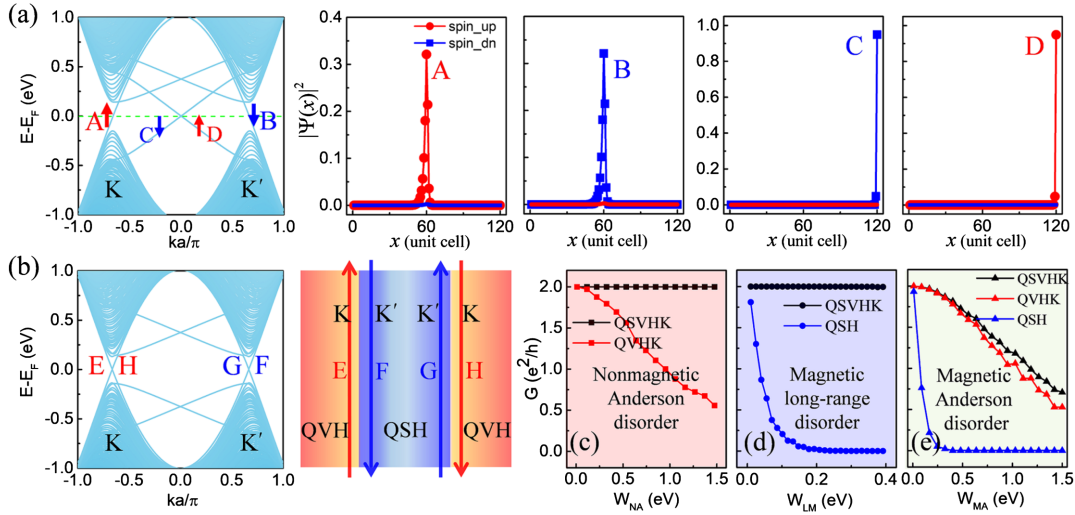 (a)
1.0
0.5
0.0
-0.5
-1.0
E-E_F (eV)
A
B
C
D
K
K′
-1.0 -0.5 0.0 0.5 1.0
ka/π
|Ψ(x)|²
0.4
0.3
0.2
0.1
0.0
spin_up
spin_dn
A
0 60 120
x (unit cell)
B
0 60 120
x (unit cell)
1.0
0.8
0.6
0.4
0.2
0.0
C
0 60 120
x (unit cell)
D
0 60 120
x (unit cell)
(b)
1.0
0.5
0.0
-0.5
-1.0
E-E_F (eV)
E H
G F
K
K′
-1.0 -0.5 0.0 0.5 1.0
ka/π
K K′ K′ K
E F G H
QVH QSH QVH
G (e²/h)
2.0
1.5
1.0
0.5
0.0
QSVHK
QVHK
Nonmagnetic
Anderson
disorder
(c)
0.0 0.5 1.0 1.5
W_NA (eV)
QSVHK
QSH
Magnetic
long-range
disorder
(d)
0.0 0.2 0.4
W_LM (eV)
QSVHK
QVHK
QSH
Magnetic
Anderson
disorder
(e)
0.0 0.5 1.0 1.5
W_MA (eV)